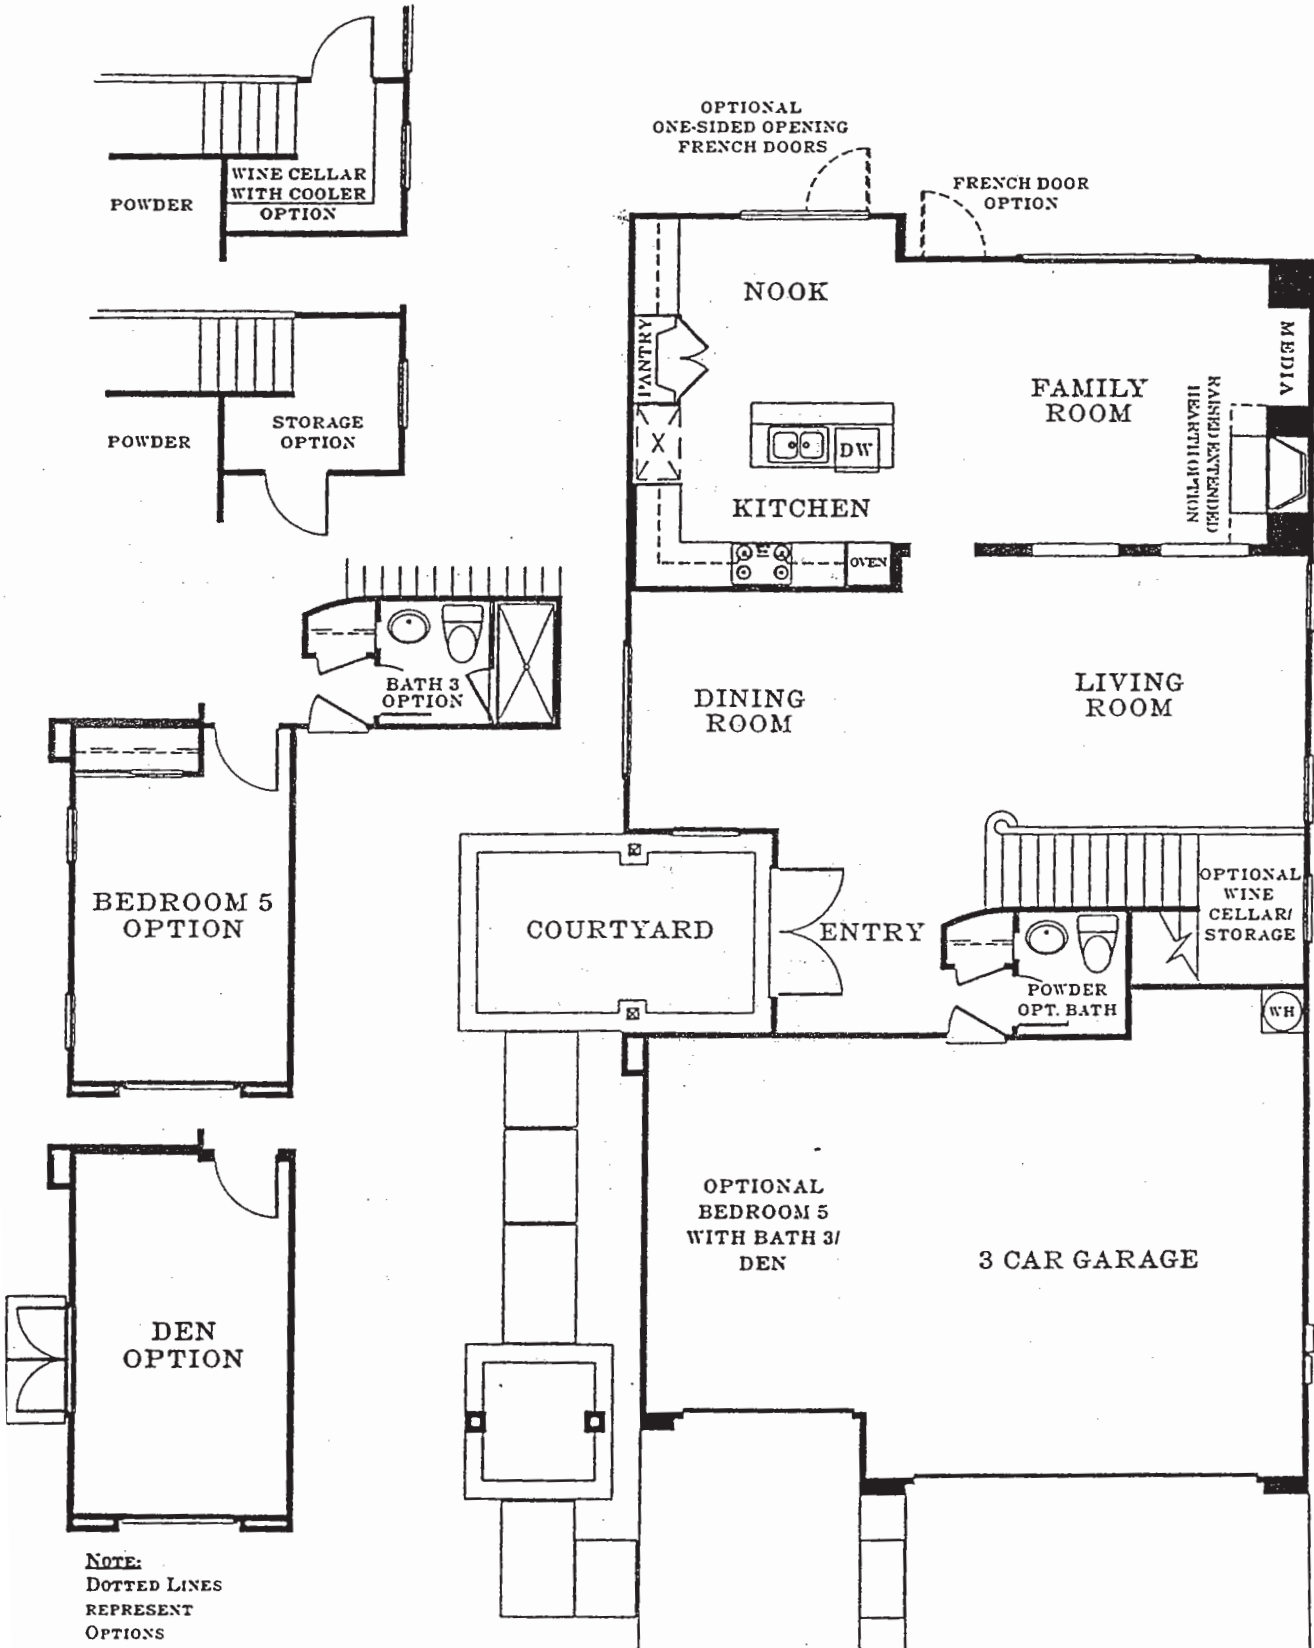 WINE CELLAR
WITH COOLER
OPTION
POWDER
STORAGE
OPTION
POWDER
BATH 3
OPTION
BEDROOM 5
OPTION
DEN
OPTION
NOTE:
DOTTED LINES
REPRESENT
OPTIONS
OPTIONAL
ONE-SIDED OPENING
FRENCH DOORS
FRENCH DOOR
OPTION
NOOK
PANTRY
MEDIA
FAMILY
ROOM
RAISED EXTENDED
HEARTH OPTION
DW
KITCHEN
OVEN
DINING
ROOM
LIVING
ROOM
OPTIONAL
WINE
CELLAR/
STORAGE
COURTYARD
ENTRY
POWDER
OPT. BATH
WH
OPTIONAL
BEDROOM 5
WITH BATH 3/
DEN
3 CAR GARAGE